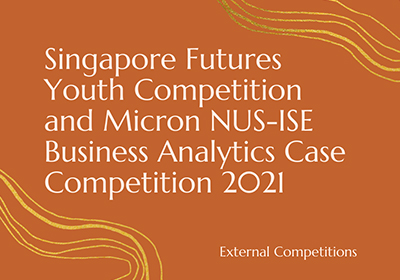 Singapore Futures
Youth Competition
and Micron NUS-ISE
Business Analytics Case
Competition 2021
External Competitions